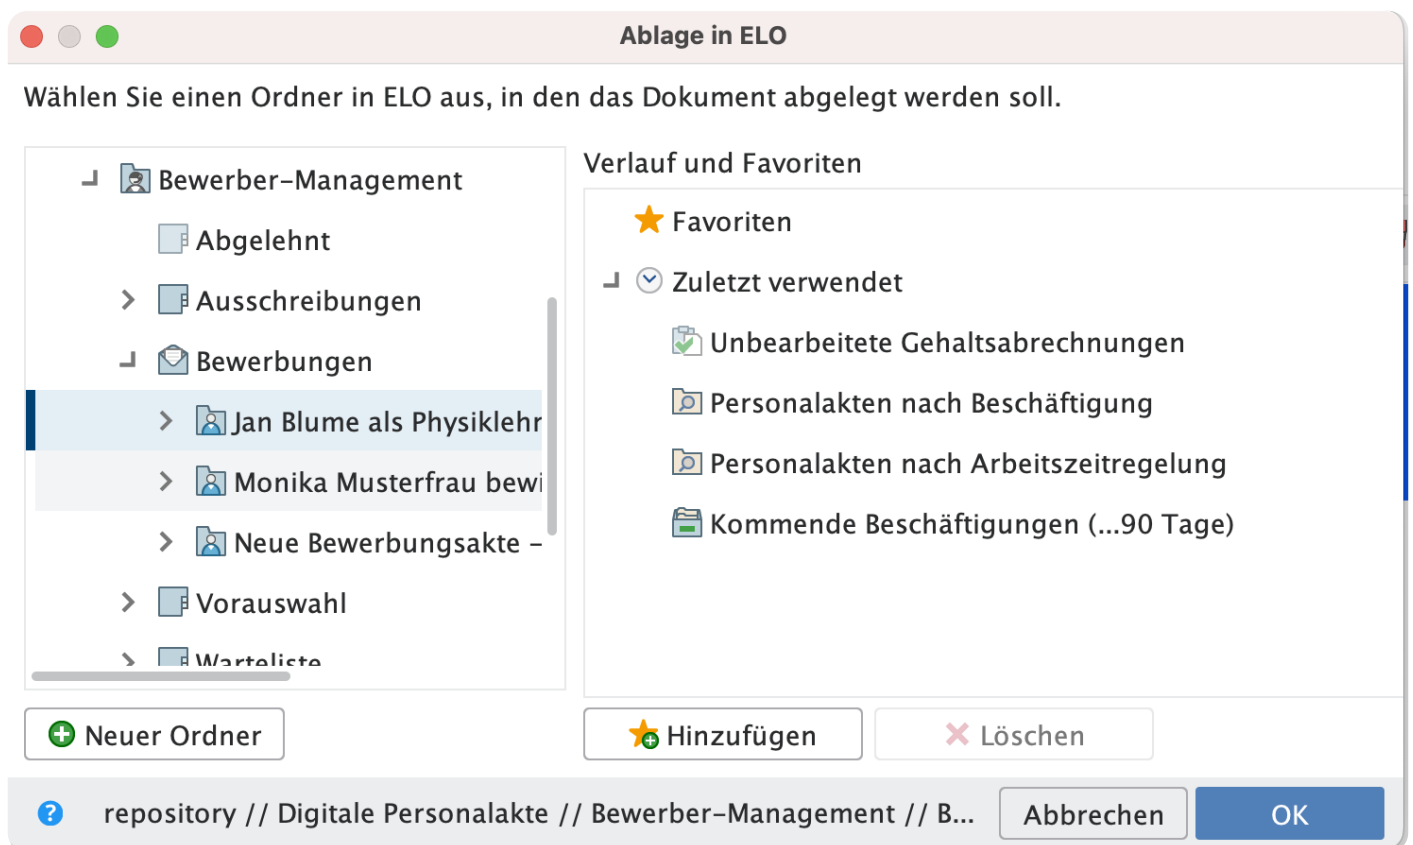 Ablage in ELO
Wählen Sie einen Ordner in ELO aus, in den das Dokument abgelegt werden soll.
Bewerber-Management
Abgelehnt
Ausschreibungen
Bewerbungen
Jan Blume als Physiklehr
Monika Musterfrau bewi
Neue Bewerbungsakte –
Vorauswahl
Warteliste
Neuer Ordner
Verlauf und Favoriten
Favoriten
Zuletzt verwendet
Unbearbeitete Gehaltsabrechnungen
Personalakten nach Beschäftigung
Personalakten nach Arbeitszeitregelung
Kommende Beschäftigungen (...90 Tage)
Hinzufügen
Löschen
repository // Digitale Personalakte // Bewerber-Management // B...
Abbrechen
OK